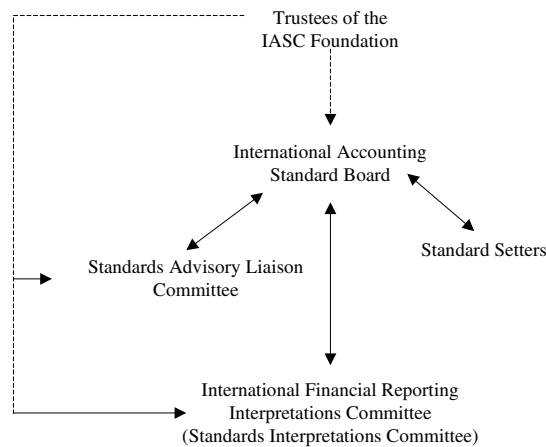 Trustees of the
IASC Foundation
International Accounting
Standard Board
Standards Advisory Liaison
Committee
Standard Setters
International Financial Reporting
Interpretations Committee
(Standards Interpretations Committee)